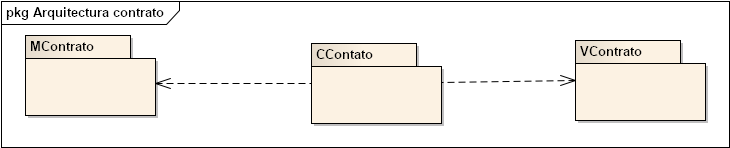 pkg Arquitectura contrato
MContrato
CContato
VContrato